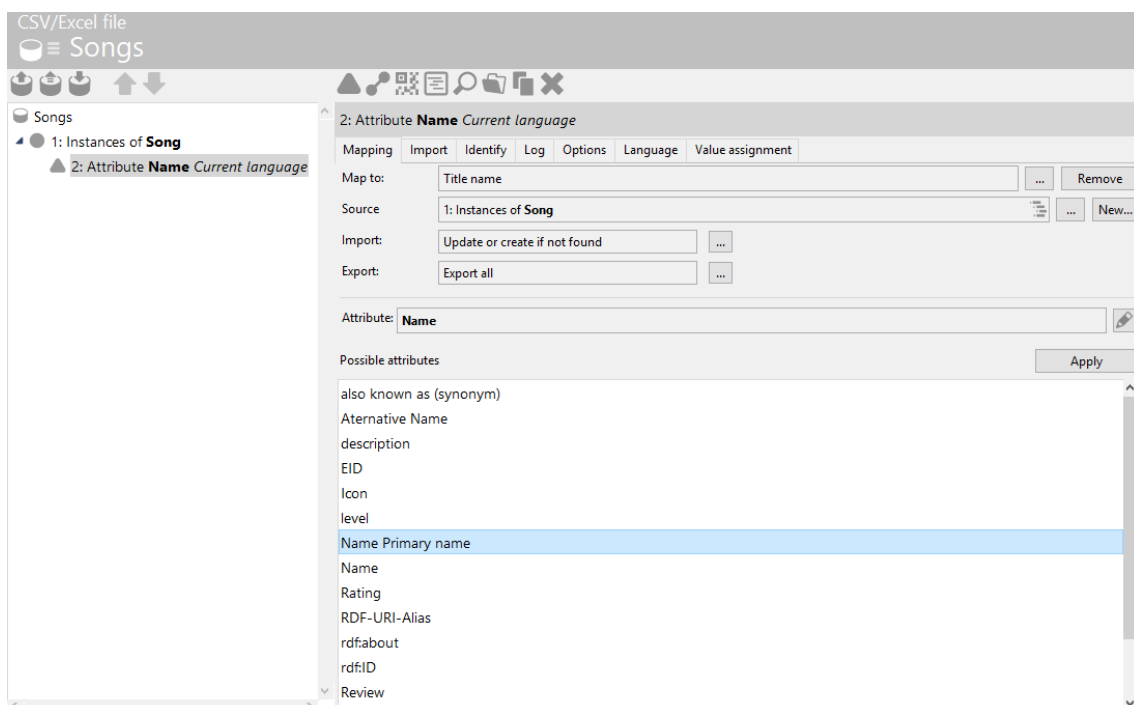 CSV/Excel file
Songs
Songs
1: Instances of Song
2: Attribute Name Current language
2: Attribute Name Current language
Mapping Import Identify Log Options Language Value assignment
Map to: Title name ... Remove
Source 1: Instances of Song ... New...
Import: Update or create if not found ...
Export: Export all ...
Attribute: Name
Possible attributes Apply
also known as (synonym)
Aternative Name
description
EID
Icon
level
Name Primary name
Name
Rating
RDF-URI-Alias
rdf:about
rdf:ID
Review